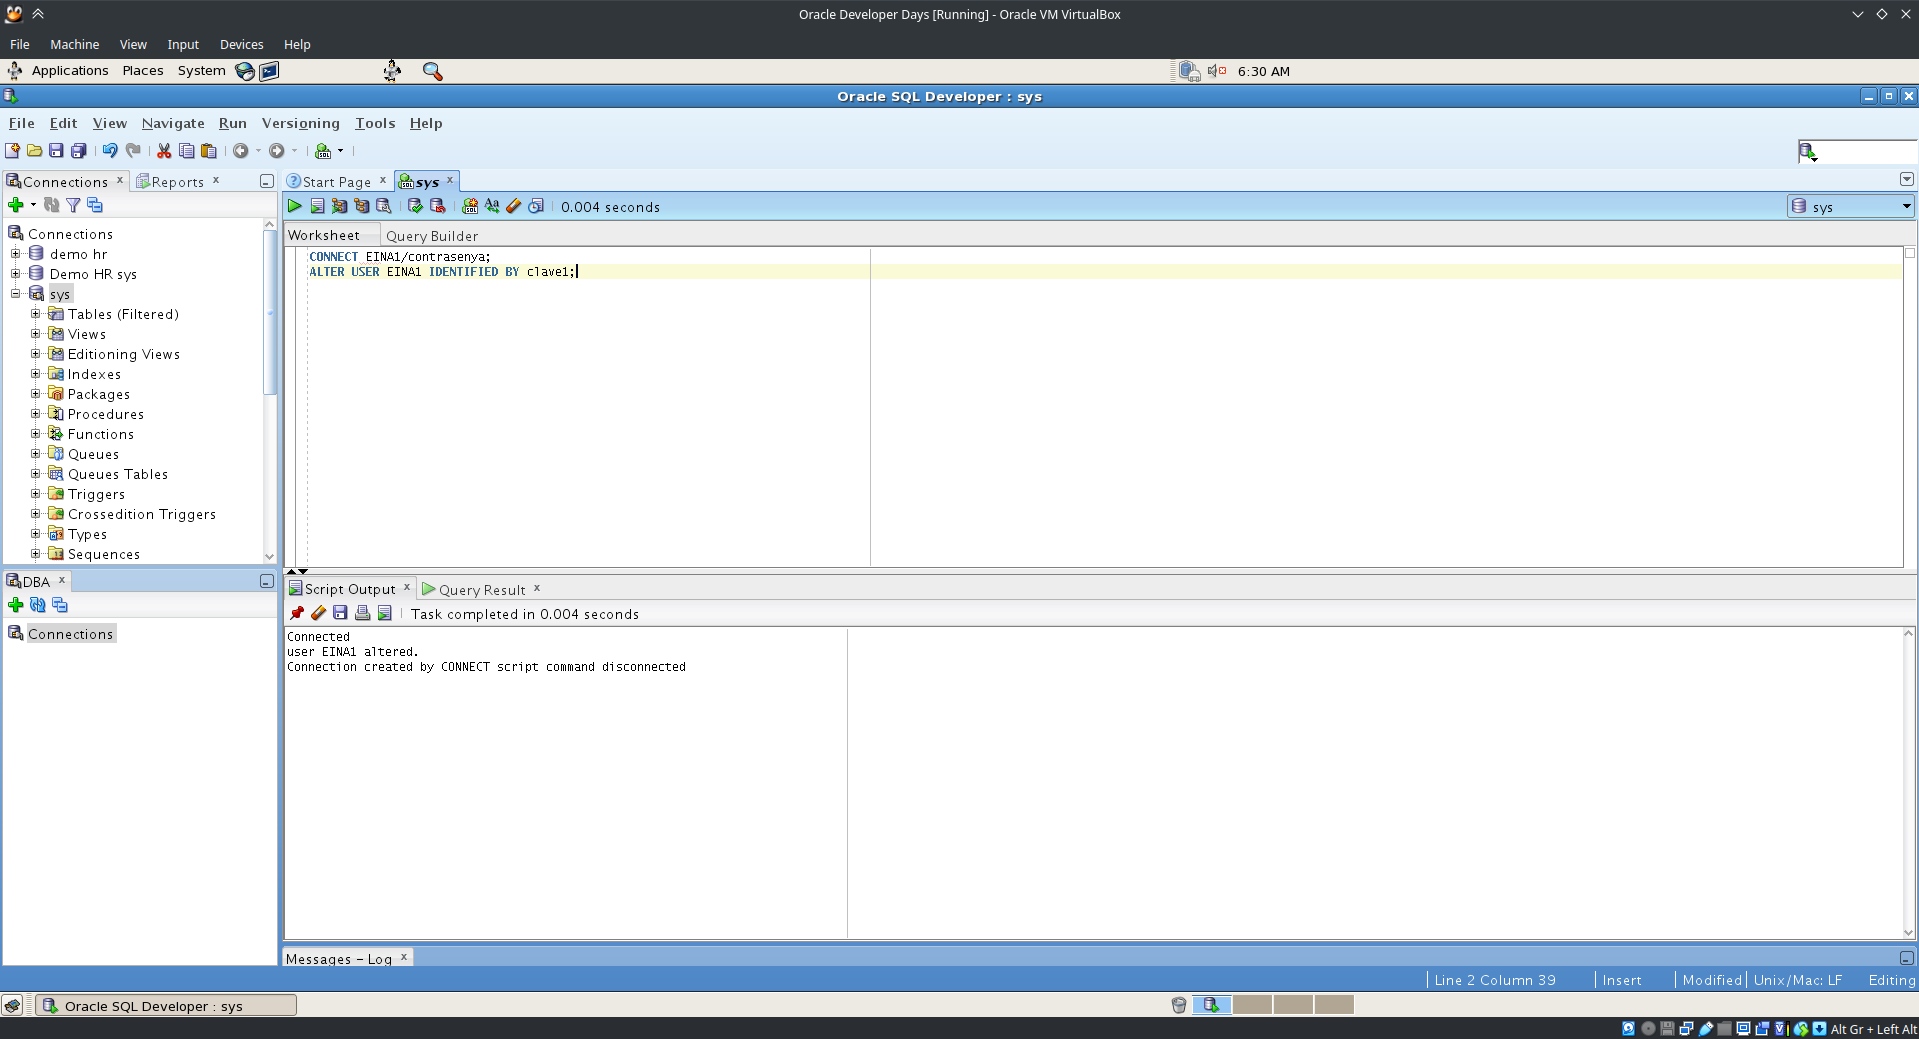 Oracle Developer Days [Running] - Oracle VM VirtualBox
File Machine View Input Devices Help
Applications Places System 6:30 AM
Oracle SQL Developer : sys
File Edit View Navigate Run Versioning Tools Help
Connections x Reports x Start Page x sys x
0.004 seconds sys
Worksheet Query Builder
Connections
demo hr
Demo HR sys
sys
Tables (Filtered)
Views
Editioning Views
Indexes
Packages
Procedures
Functions
Queues
Queues Tables
Triggers
Crossedition Triggers
Types
Sequences
CONNECT EINA1/contrasenya;
ALTER USER EINA1 IDENTIFIED BY clave1;
DBA x
Connections
Script Output x Query Result x
Task completed in 0.004 seconds
Connected
user EINA1 altered.
Connection created by CONNECT script command disconnected
Messages - Log x
Line 2 Column 39 Insert Modified Unix/Mac: LF Editing
Oracle SQL Developer : sys
Alt Gr + Left Alt